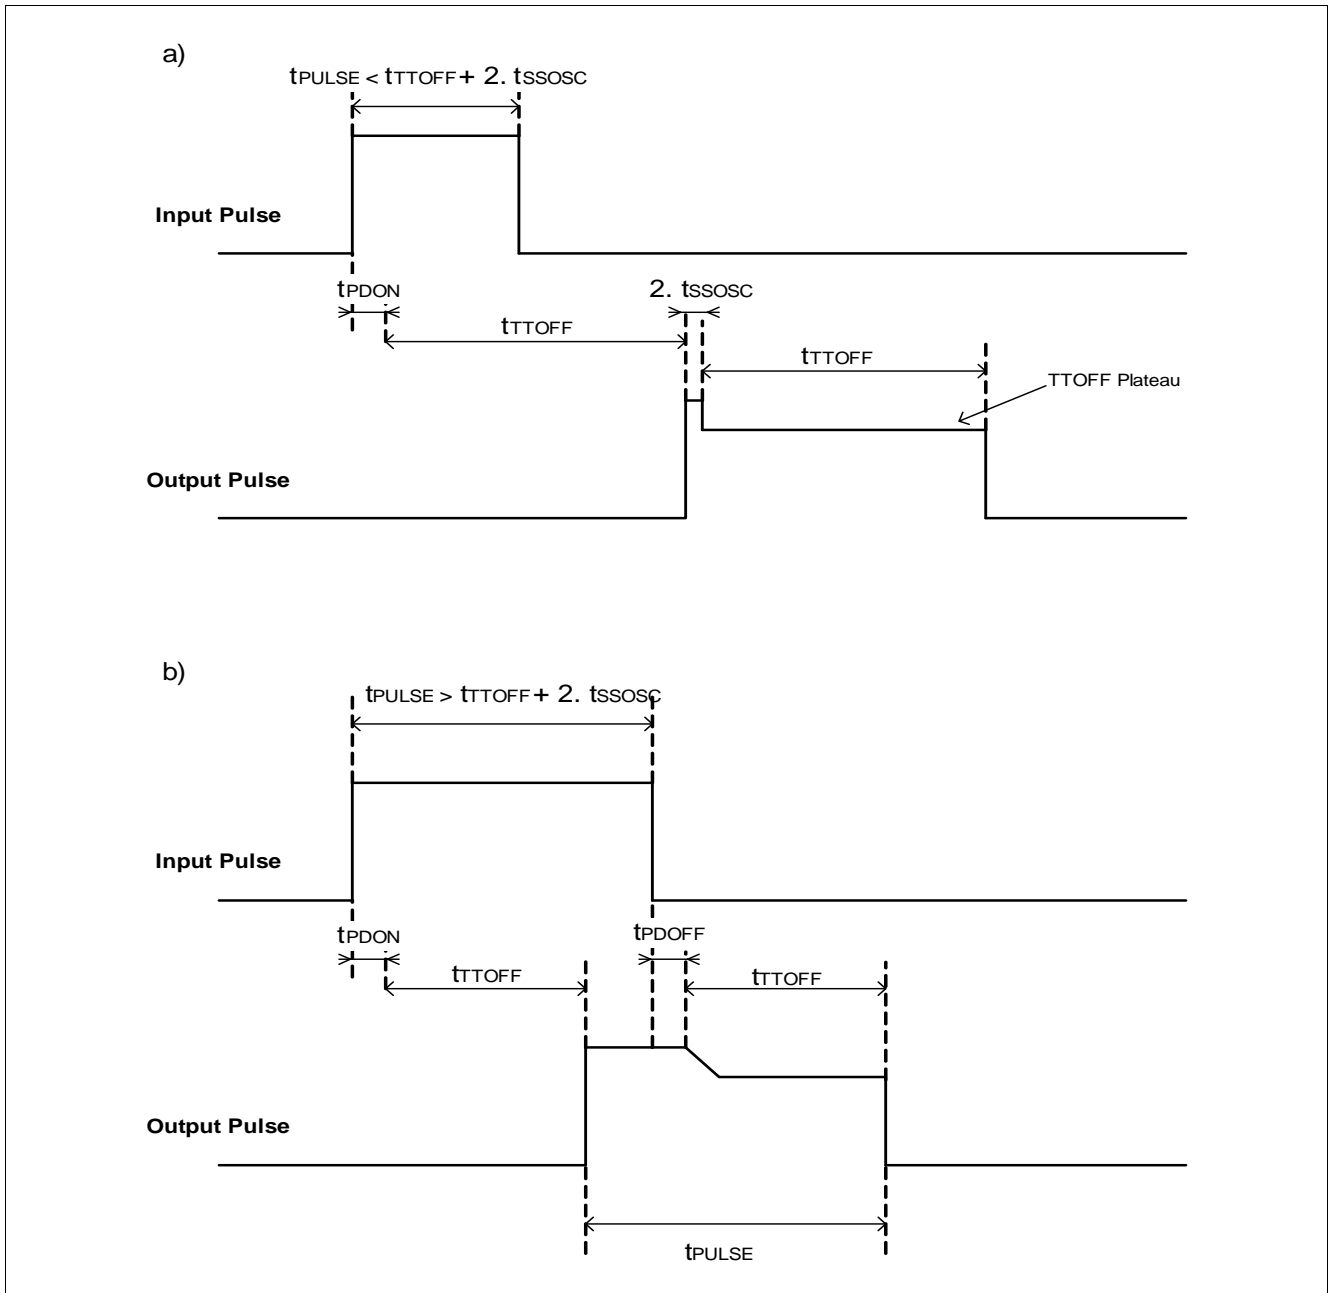 a)
tPULSE < tTTOFF + 2. tSSOSC
Input Pulse
tPDON
2. tSSOSC
tTTOFF
tTTOFF
TTOFF Plateau
Output Pulse
b)
tPULSE > tTTOFF + 2. tSSOSC
Input Pulse
tPDON
tPDOFF
tTTOFF
tTTOFF
Output Pulse
tPULSE